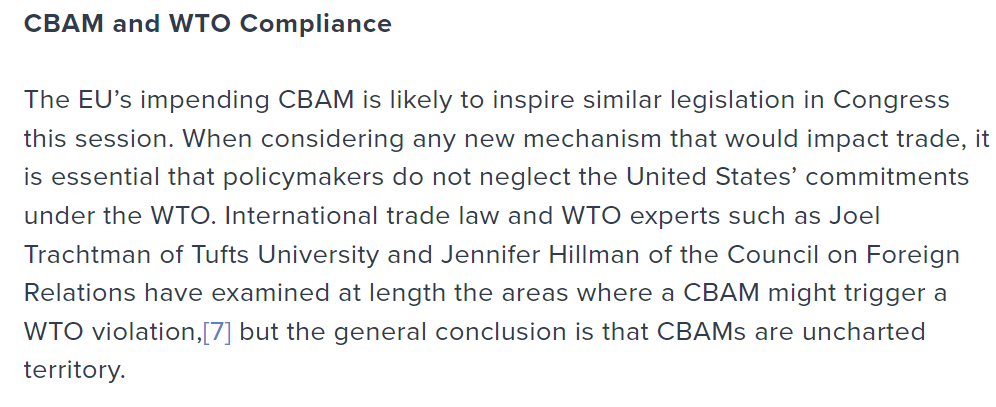 CBAM and WTO Compliance
The EU’s impending CBAM is likely to inspire similar legislation in Congress
this session. When considering any new mechanism that would impact trade, it
is essential that policymakers do not neglect the United States’ commitments
under the WTO. International trade law and WTO experts such as Joel
Trachtman of Tufts University and Jennifer Hillman of the Council on Foreign
Relations have examined at length the areas where a CBAM might trigger a
WTO violation,[7] but the general conclusion is that CBAMs are uncharted
territory.